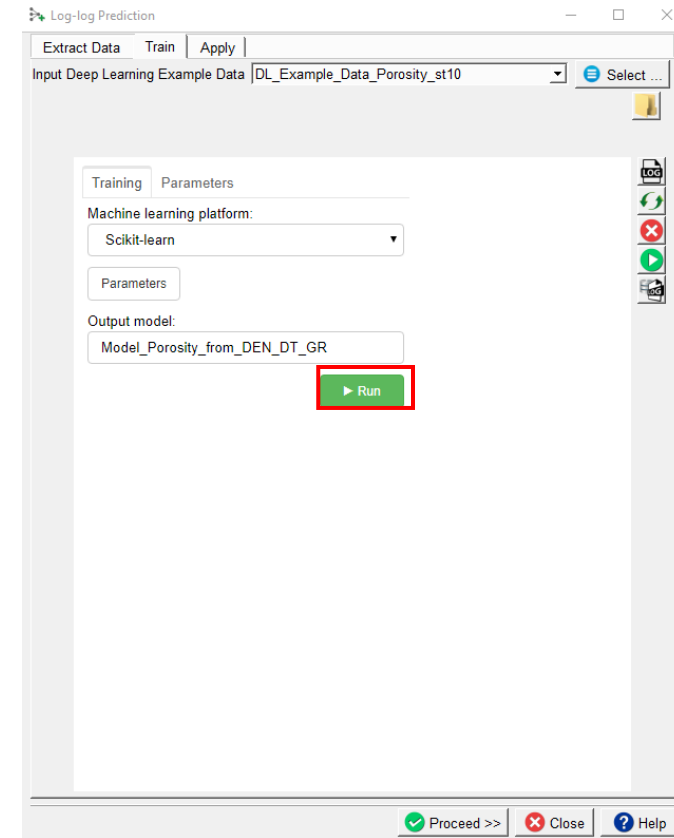 Log-log Prediction
Extract Data Train Apply
Input Deep Learning Example Data DL_Example_Data_Porosity_st10 Select ...
LOG
Training Parameters
Machine learning platform:
Scikit-learn
Parameters
LOG
Output model:
Model_Porosity_from_DEN_DT_GR
Run
Proceed >> Close ? Help